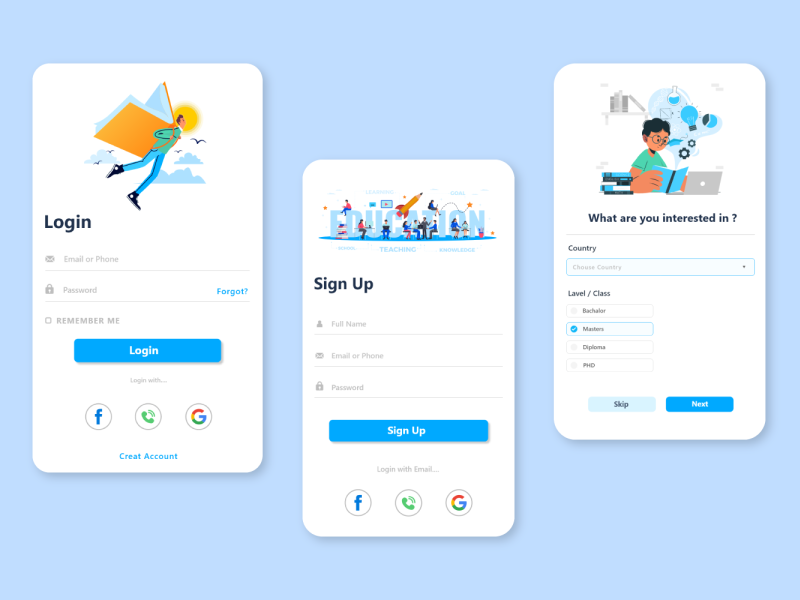 Login
Email or Phone
Password
Forgot?
REMEMBER ME
Login
Login with....
Creat Account
LEARNING
IDEAS
EDUCATION
SCHOOL
TEACHING
KNOWLEDGE
Sign Up
Full Name
Email or Phone
Password
Sign Up
Login with Email....
What are you interested in ?
Country
Choose Country
Lavel / Class
Bachalor
Masters
Diploma
PHD
Skip
Next